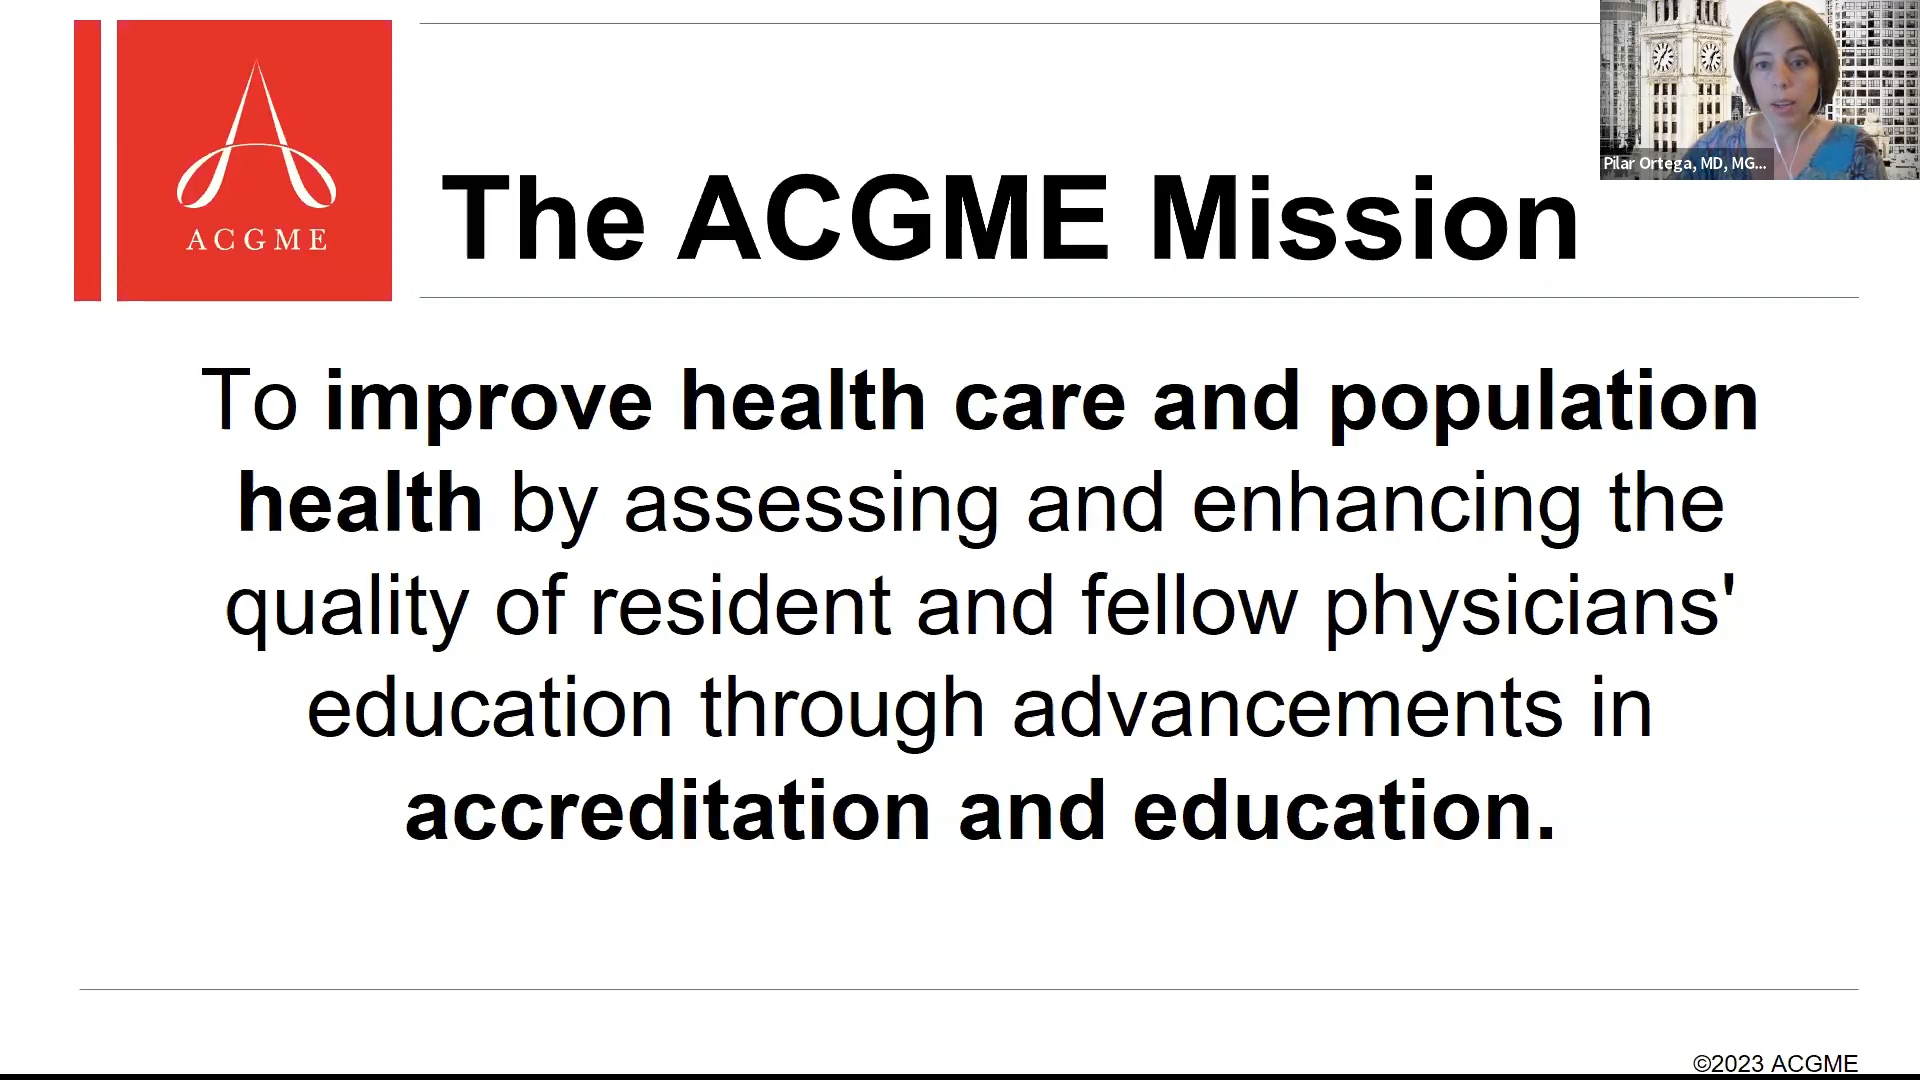 ACGME
The ACGME Mission
Pilar Ortega, MD, MG...
To improve health care and population
health by assessing and enhancing the
quality of resident and fellow physicians'
education through advancements in
accreditation and education.
©2023 ACGME